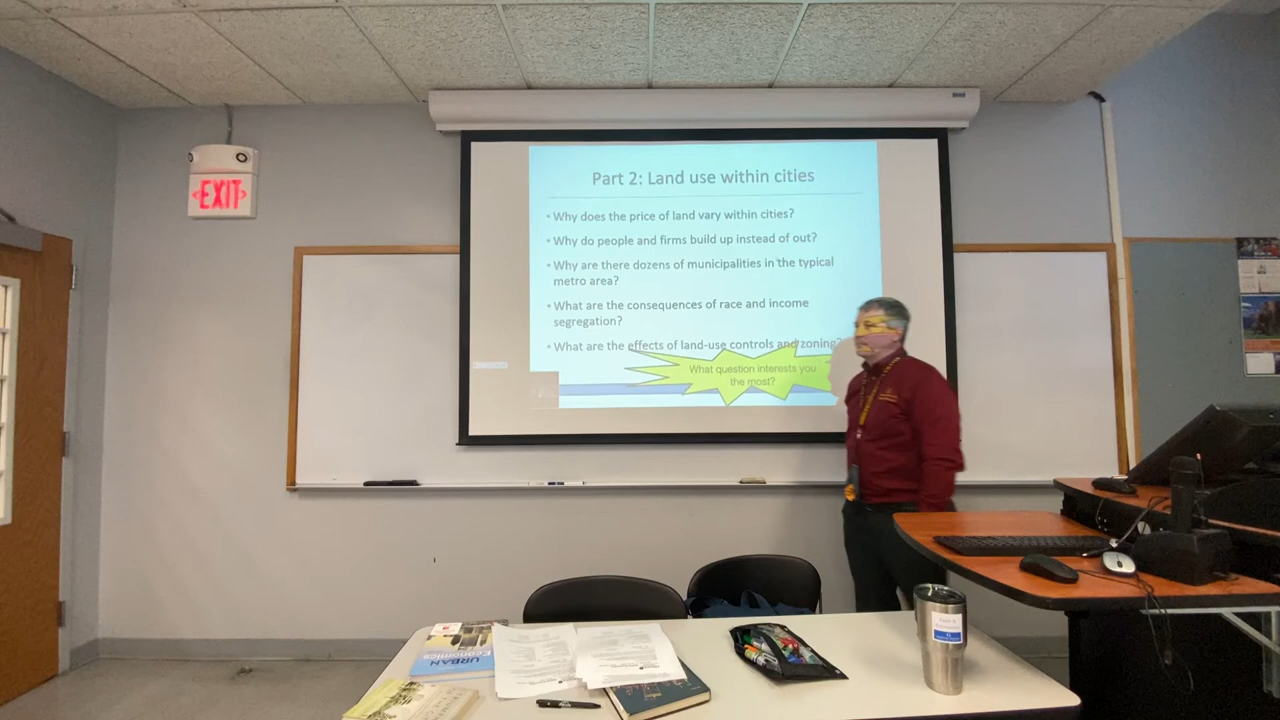 EXIT
Part 2: Land use within cities
• Why does the price of land vary within cities?
• Why do people and firms build up instead of out?
• Why are there dozens of municipalities in the typical
metro area?
• What are the consequences of race and income
segregation?
• What are the effects of land-use controls and zoning?
What question interests you
the most?
URBAN
Economics